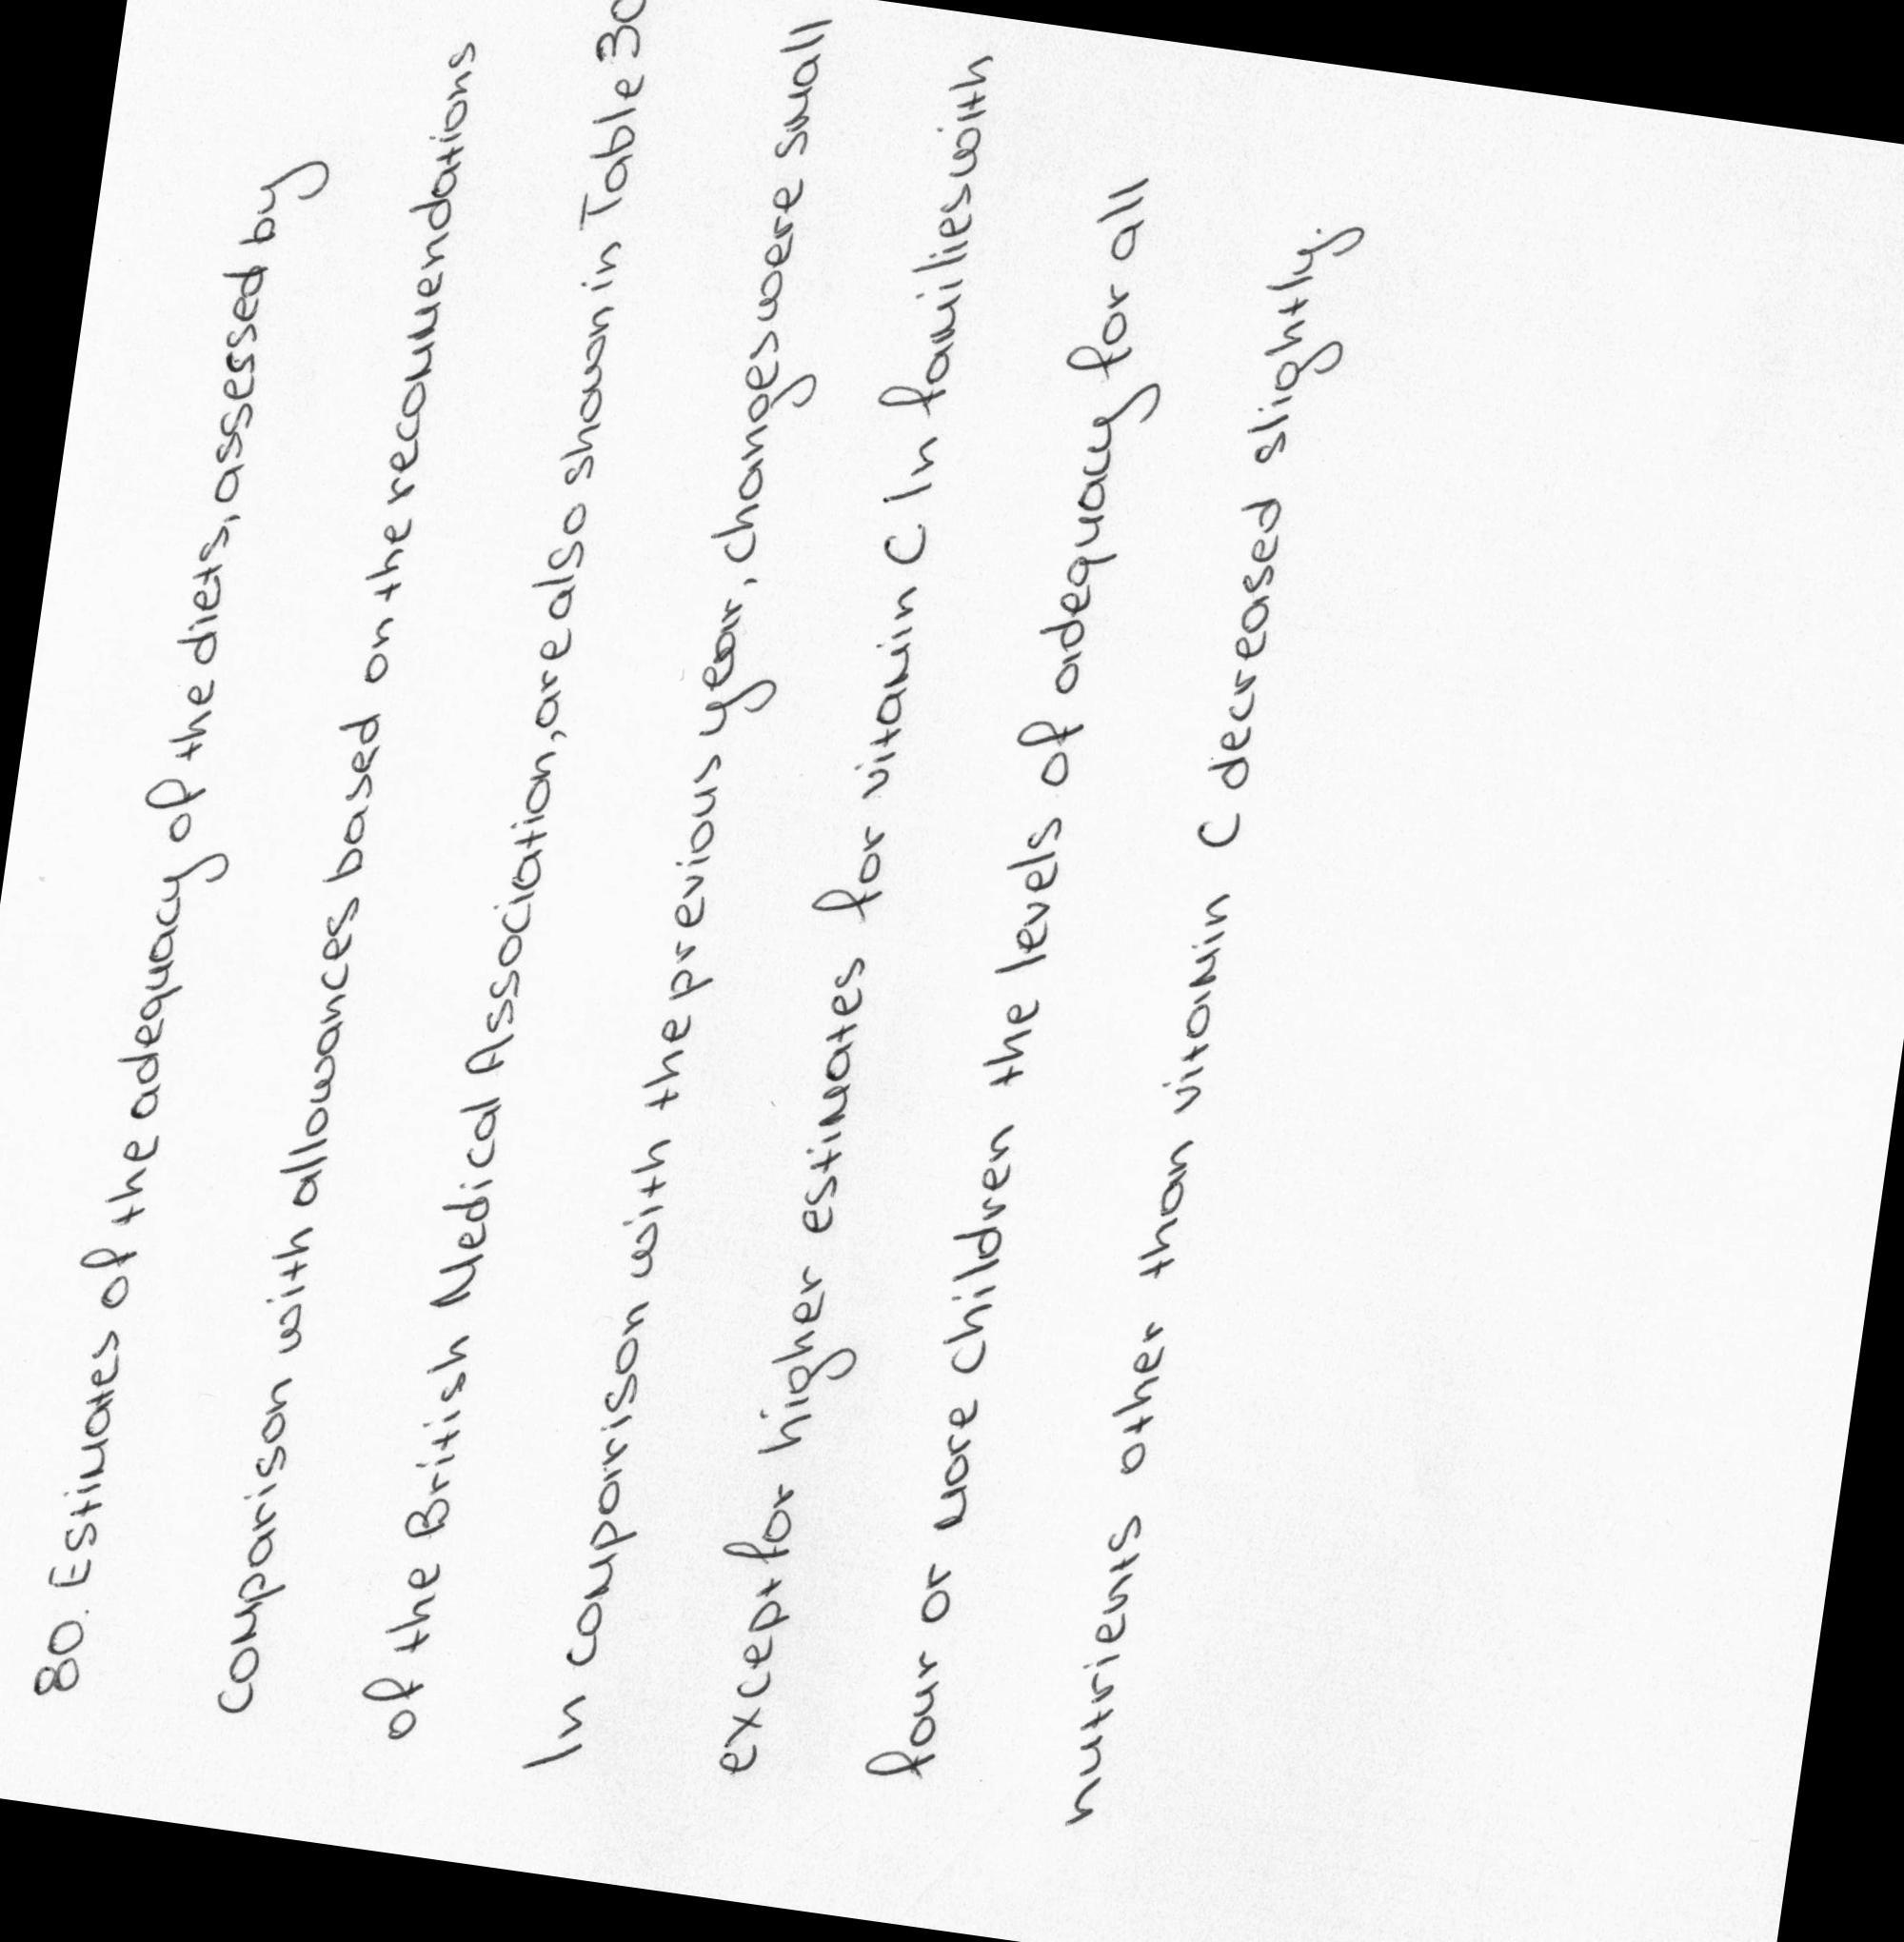 80. Estimates of the adequacy of the diets, assessed by
comparison with allowances based on the recommendations
of the British Medical Association, are also shown in Table 30
In comparison with the previous year, changes were small
except for higher estimates for vitamin C In families with
four or more children the levels of adequacy for all
nutrients other than vitamin C decreased slightly.